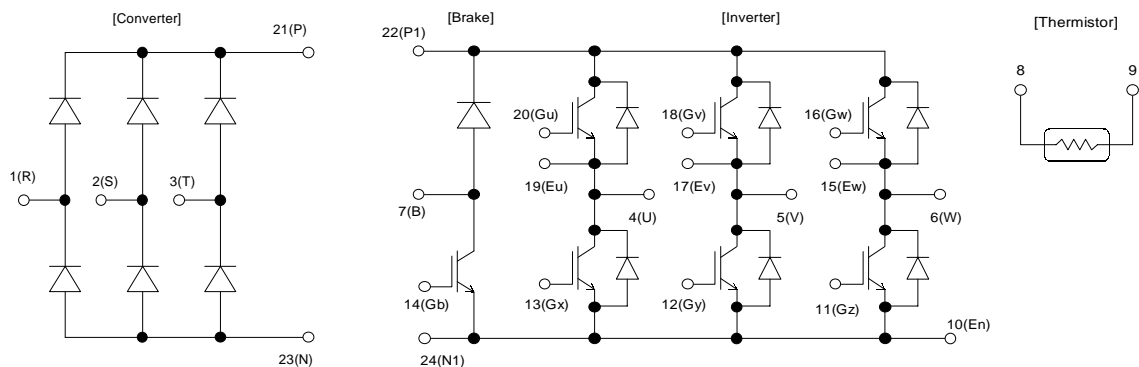 [Converter]
[Brake]
[Inverter]
[Thermistor]
21(P)
22(P1)
8
9
20(Gu)
18(Gv)
16(Gw)
1(R)
2(S)
3(T)
19(Eu)
17(Ev)
15(Ew)
7(B)
4(U)
5(V)
6(W)
14(Gb)
13(Gx)
12(Gy)
11(Gz)
10(En)
23(N)
24(N1)